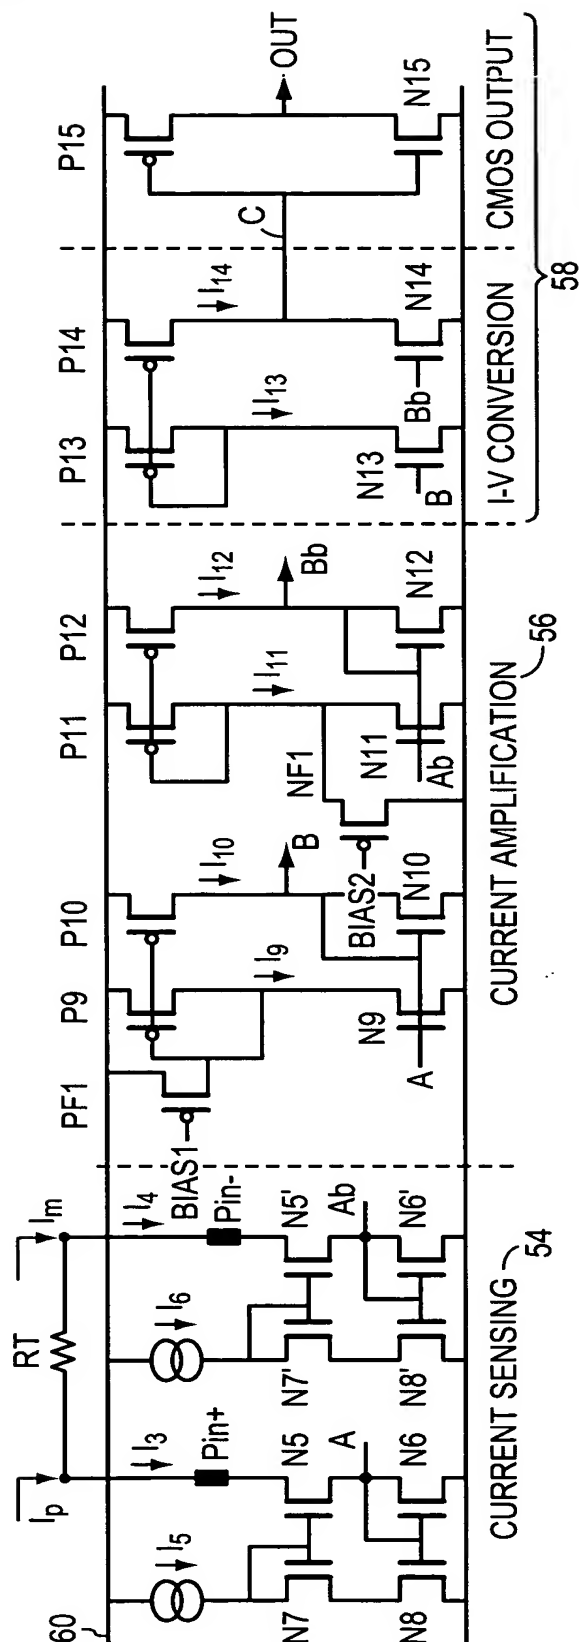 60
I5
N7
N8
Ip
I3
Pin+
N5
A
N6
RT
I6
N7'
N8'
Im
I4
Pin-
N5'
Ab
N6'
CURRENT SENSING
54
PF1
BIAS1
P9
I9
N9
A
P10
I10
B
N10
BIAS2
NF1
P11
I11
N11
Ab
P12
I12
Bb
N12
CURRENT AMPLIFICATION
56
P13
I13
N13
B
P14
I14
Bb
N14
I-V CONVERSION
C
P15
OUT
N15
CMOS OUTPUT
58